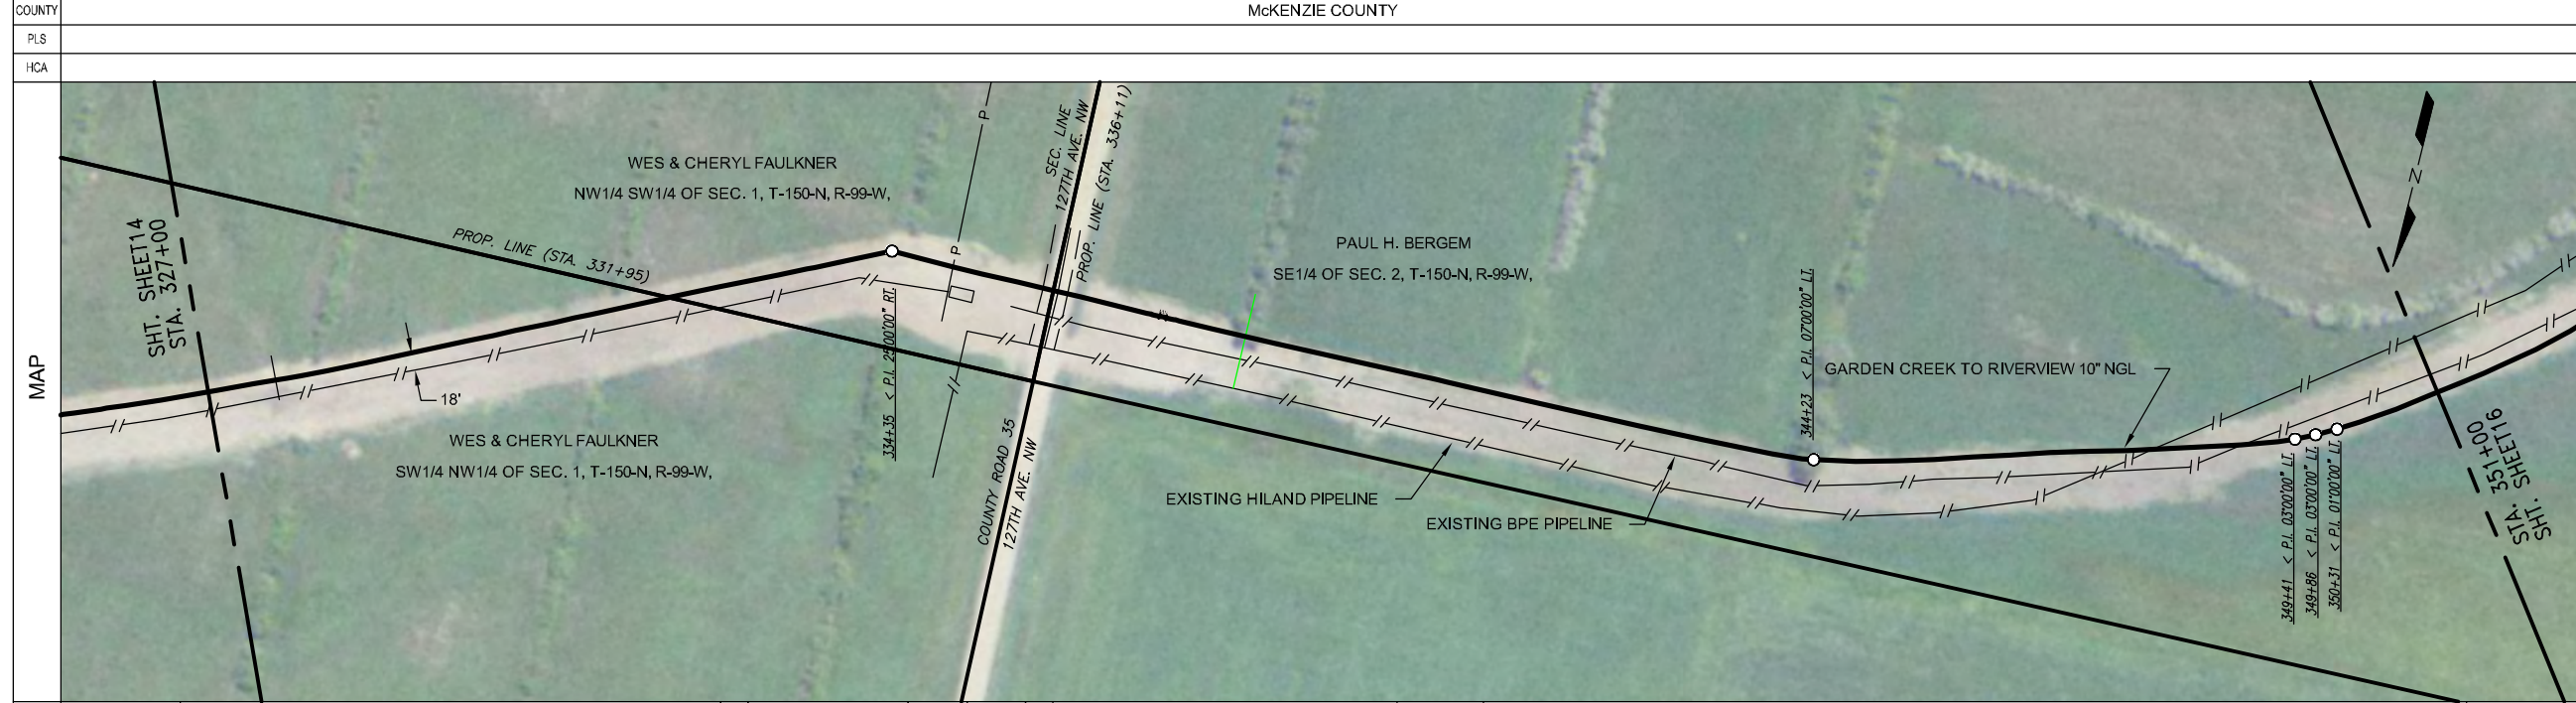 COUNTY
McKENZIE COUNTY
PLS
HCA
MAP
SHT. SHEET14
STA. 327+00
PROP. LINE (STA. 331+95)
WES & CHERYL FAULKNER
NW1/4 SW1/4 OF SEC. 1, T-150-N, R-99-W,
18'
WES & CHERYL FAULKNER
SW1/4 NW1/4 OF SEC. 1, T-150-N, R-99-W,
334+35 < P.I. 25°00'00" RT.
P
P
SEC. LINE
127TH AVE. NW
PROP. LINE (STA. 336+11)
COUNTY ROAD 35
127TH AVE. NW
PAUL H. BERGEM
SE1/4 OF SEC. 2, T-150-N, R-99-W,
EXISTING HILAND PIPELINE
EXISTING BPE PIPELINE
344+23 < P.I. 07°00'00" LT.
GARDEN CREEK TO RIVERVIEW 10" NGL
N
349+41 < P.I. 03°00'00" LT.
349+86 < P.I. 03°00'00" LT.
350+31 < P.I. 01°00'00" LT.
STA. 351+00
SHT. SHEET16